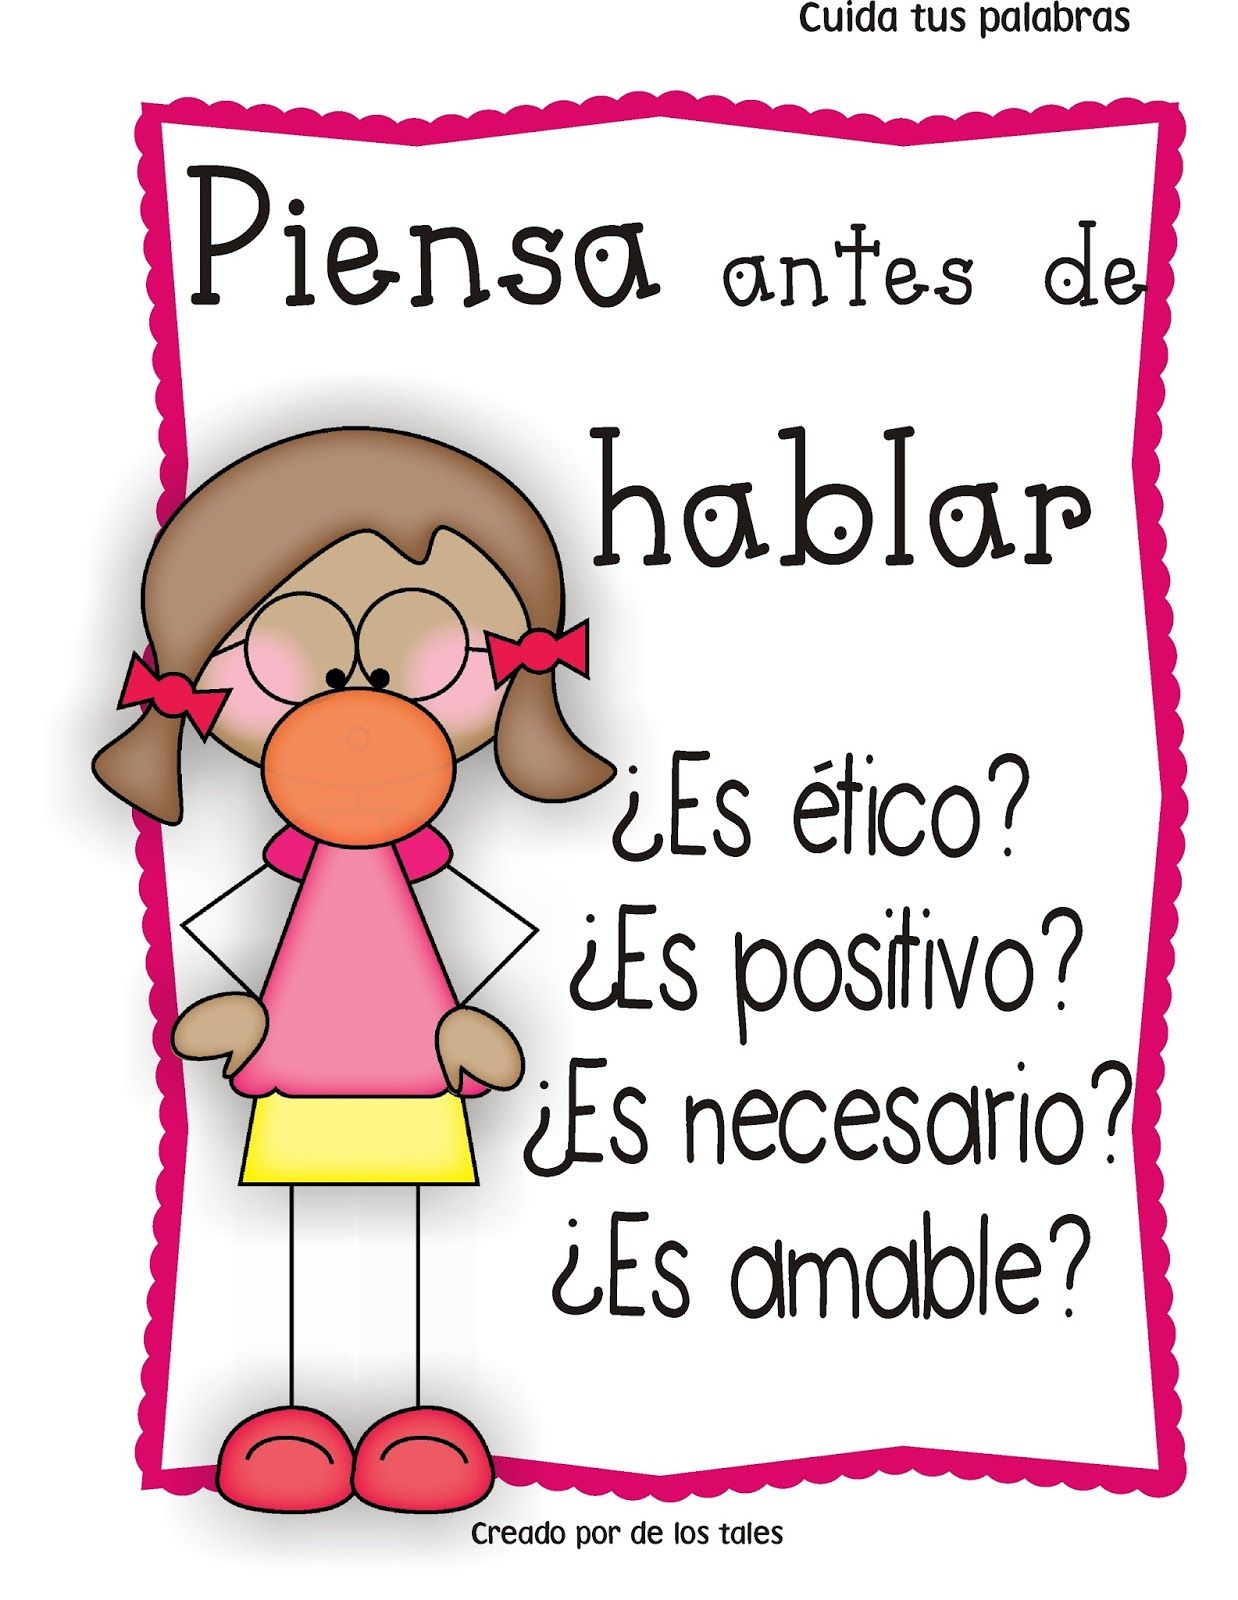 Cuida tus palabras
Piensa antes de
hablar
¿Es ético?
¿Es positivo?
¿Es necesario?
¿Es amable?
Creado por de los tales